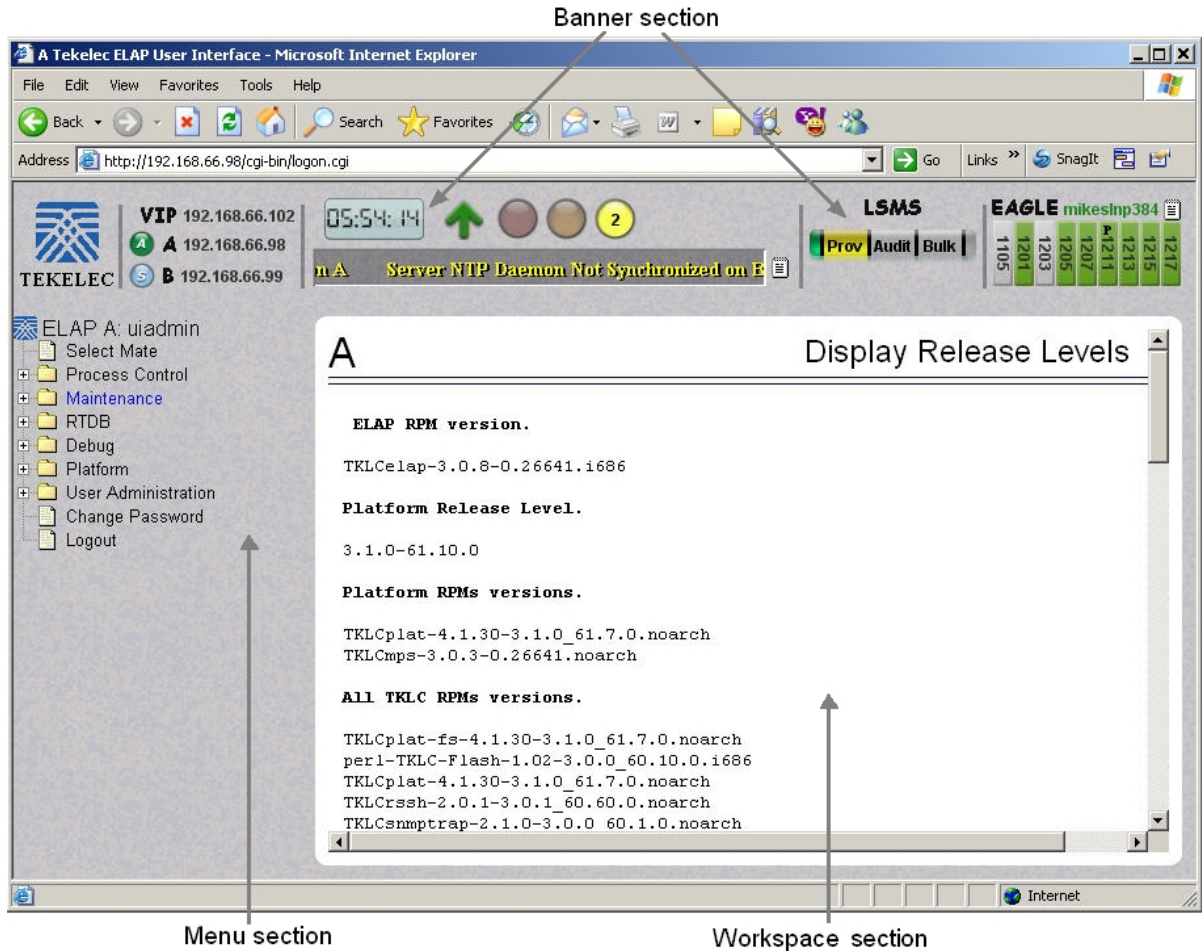 Banner section
A Tekelec ELAP User Interface - Microsoft Internet Explorer
File Edit View Favorites Tools Help
Back Search Favorites
Address http://192.168.66.98/cgi-bin/logon.cgi Go Links » SnagIt
TEKELEC
VIP 192.168.66.102
A A 192.168.66.98
S B 192.168.66.99
05:54:14
2
n A Server NTP Daemon Not Synchronized on B
LSMS
Prov Audit Bulk
EAGLE mikeslnp384
P
1105 1201 1203 1205 1207 1211 1213 1215 1217
ELAP A: uiadmin
Select Mate
Process Control
Maintenance
RTDB
Debug
Platform
User Administration
Change Password
Logout
A Display Release Levels
ELAP RPM version.
TKLCelap-3.0.8-0.26641.i686
Platform Release Level.
3.1.0-61.10.0
Platform RPMs versions.
TKLCplat-4.1.30-3.1.0_61.7.0.noarch
TKLCmps-3.0.3-0.26641.noarch
All TKLC RPMs versions.
TKLCplat-fs-4.1.30-3.1.0_61.7.0.noarch
perl-TKLC-Flash-1.02-3.0.0_60.10.0.i686
TKLCplat-4.1.30-3.1.0_61.7.0.noarch
TKLCrssh-2.0.1-3.0.1_60.60.0.noarch
TKLCsnmptrap-2.1.0-3.0.0_60.1.0.noarch
Internet
Menu section
Workspace section